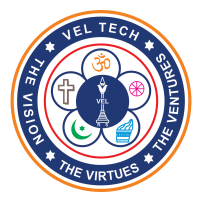 VEL TECH
THE VISION
THE VENTURES
THE VIRTUES
ॐ
VEL